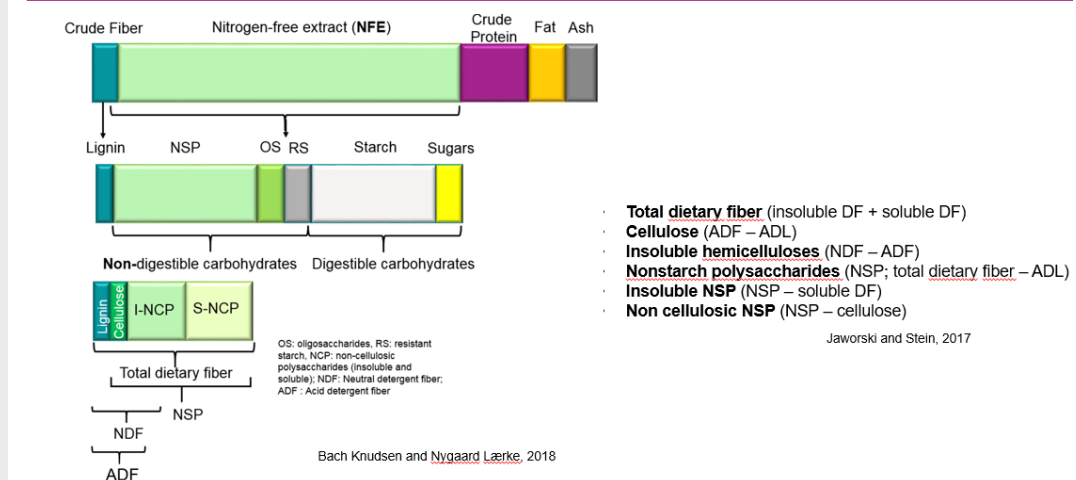 Crude Fiber
Nitrogen-free extract (NFE)
Crude
Protein
Fat
Ash
Lignin
NSP
OS
RS
Starch
Sugars
Non-digestible carbohydrates
Digestible carbohydrates
Lignin
Cellulose
I-NCP
S-NCP
Total dietary fiber
NSP
NDF
ADF
OS: oligosaccharides, RS: resistant
starch, NCP: non-cellulosic
polysaccharides (insoluble and
soluble); NDF: Neutral detergent fiber;
ADF : Acid detergent fiber
Bach Knudsen and Nygaard Lærke, 2018
· Total dietary fiber (insoluble DF + soluble DF)
· Cellulose (ADF – ADL)
· Insoluble hemicelluloses (NDF – ADF)
· Nonstarch polysaccharides (NSP; total dietary fiber – ADL)
· Insoluble NSP (NSP – soluble DF)
· Non cellulosic NSP (NSP – cellulose)
Jaworski and Stein, 2017